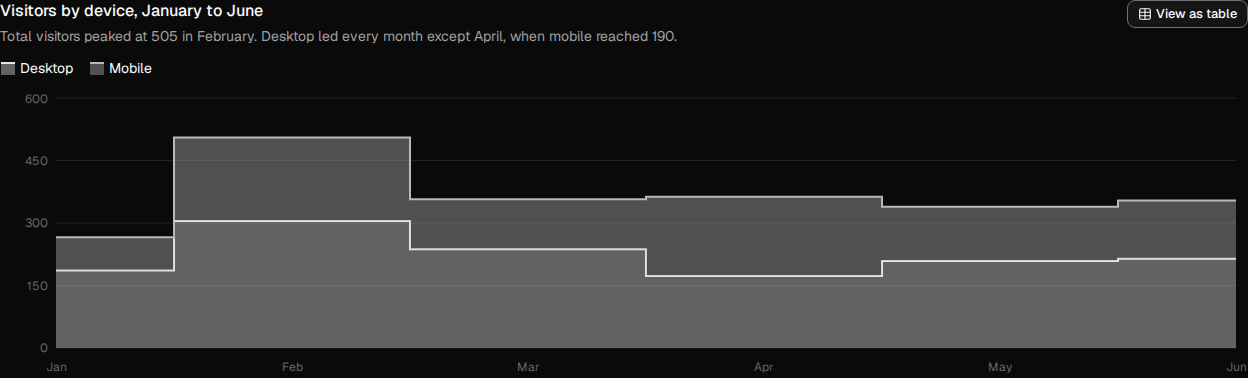 Visitors by device, January to June
View as table
Total visitors peaked at 505 in February. Desktop led every month except April, when mobile reached 190.
Desktop Mobile
600
450
300
150
0
Jan Feb Mar Apr May Jun